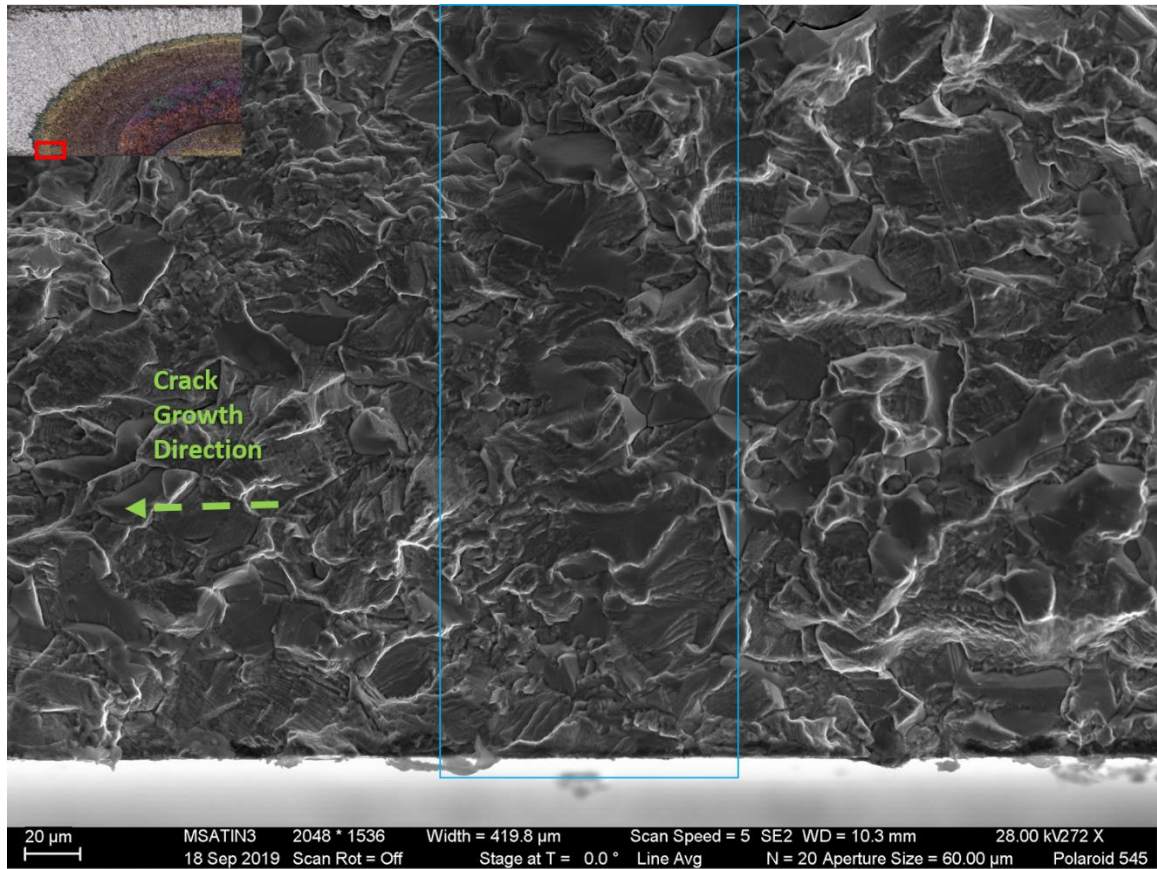 Crack
Growth
Direction
20 µm MSATIN3 2048 * 1536 Width = 419.8 µm Scan Speed = 5 SE2 WD = 10.3 mm 28.00 kV272 X
18 Sep 2019 Scan Rot = Off Stage at T = 0.0 ° Line Avg N = 20 Aperture Size = 60.00 µm Polaroid 545